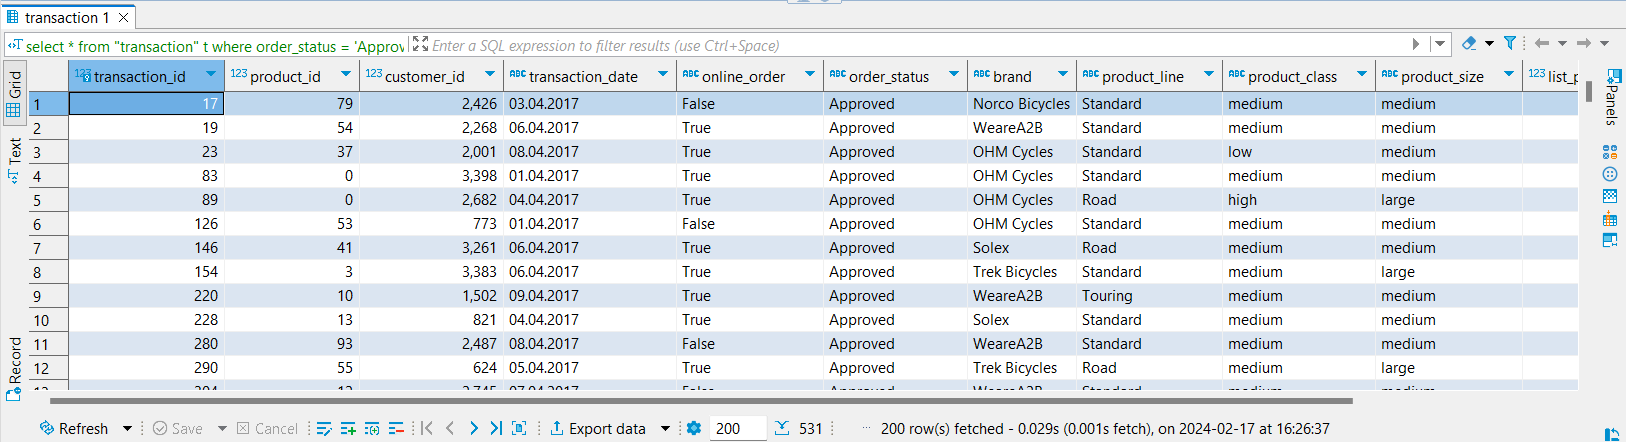 transaction 1
select * from "transaction" t where order_status = 'Approv Enter a SQL expression to filter results (use Ctrl+Space)
Grid
Text
Record
123 transaction_id 123 product_id 123 customer_id ABC transaction_date ABC online_order ABC order_status ABC brand ABC product_line ABC product_class ABC product_size 123 list_p
1 17 79 2,426 03.04.2017 False Approved Norco Bicycles Standard medium medium
2 19 54 2,268 06.04.2017 True Approved WeareA2B Standard medium medium
3 23 37 2,001 08.04.2017 True Approved OHM Cycles Standard low medium
4 83 0 3,398 01.04.2017 True Approved OHM Cycles Standard medium medium
5 89 0 2,682 04.04.2017 True Approved OHM Cycles Road high large
6 126 53 773 01.04.2017 False Approved OHM Cycles Standard medium medium
7 146 41 3,261 06.04.2017 True Approved Solex Road medium medium
8 154 3 3,383 06.04.2017 True Approved Trek Bicycles Standard medium large
9 220 10 1,502 09.04.2017 True Approved WeareA2B Touring medium medium
10 228 13 821 04.04.2017 True Approved Solex Standard medium medium
11 280 93 2,487 08.04.2017 False Approved WeareA2B Standard medium medium
12 290 55 624 05.04.2017 True Approved Trek Bicycles Road medium large
Panels
Refresh Save Cancel Export data 200 531 200 row(s) fetched - 0.029s (0.001s fetch), on 2024-02-17 at 16:26:37